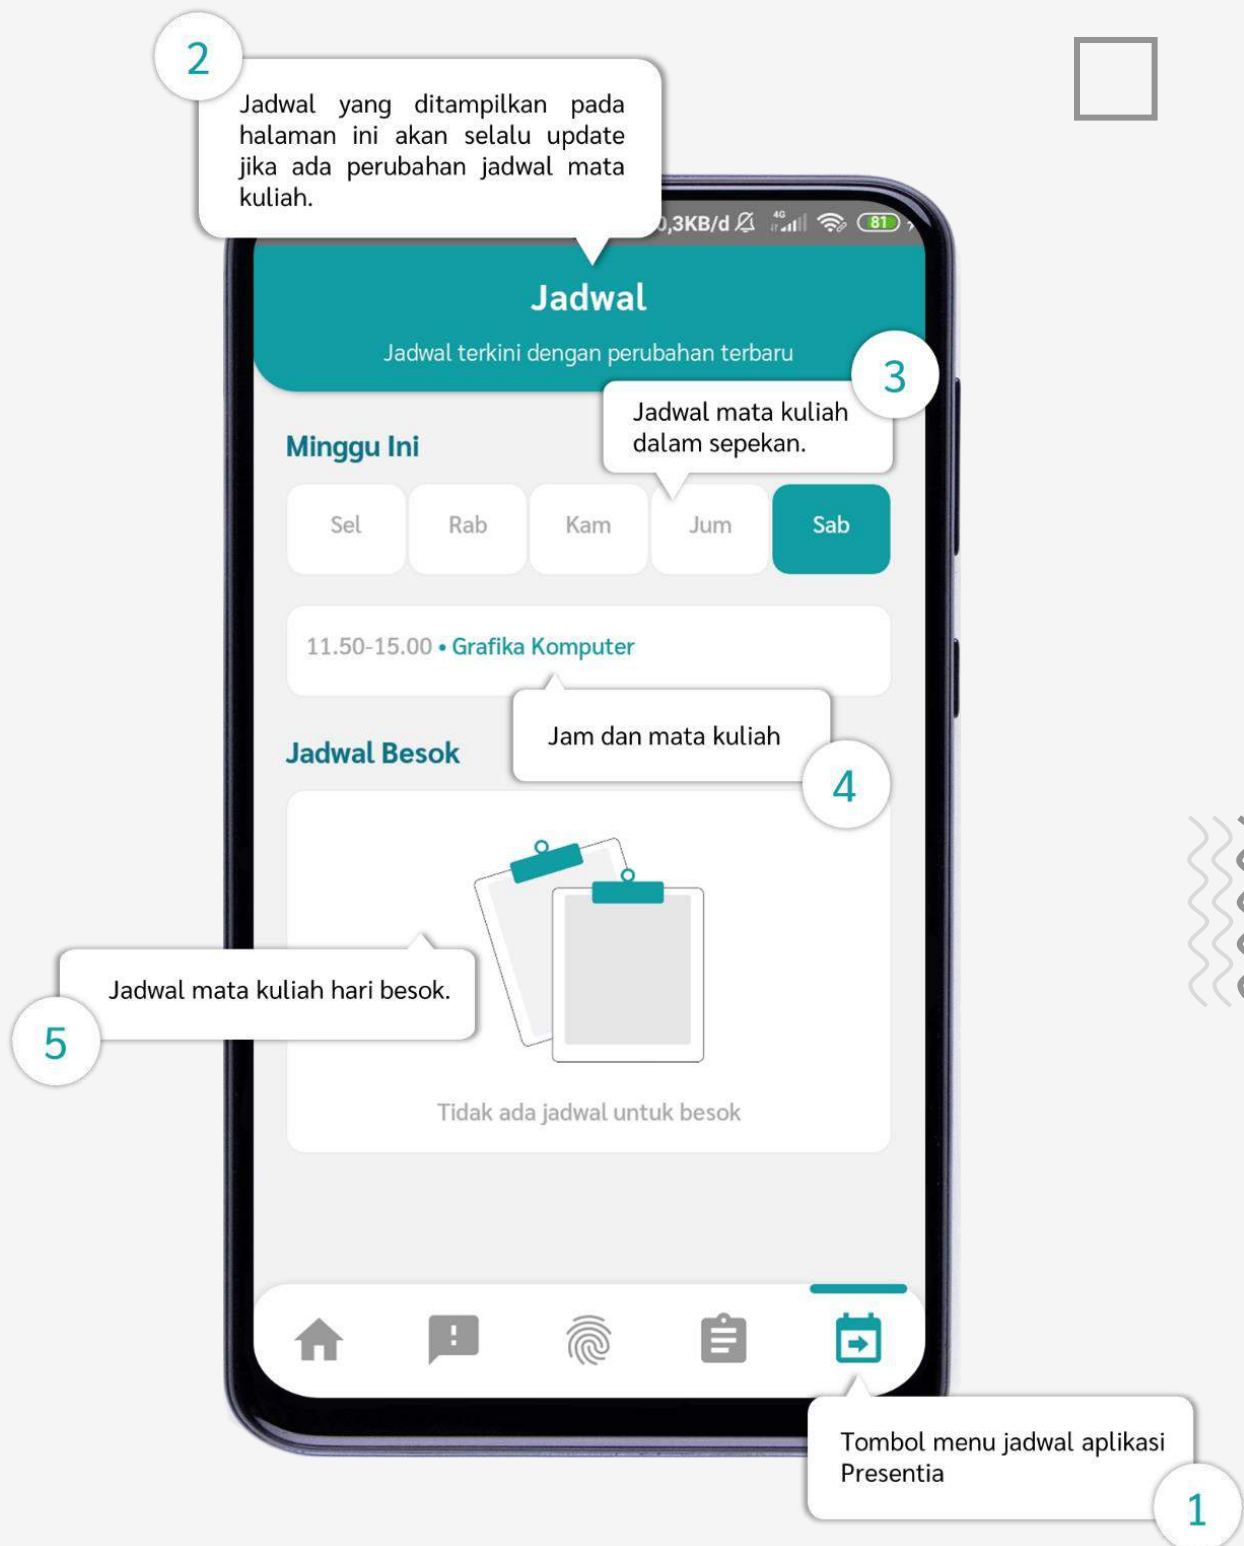 2
Jadwal yang ditampilkan pada
halaman ini akan selalu update
jika ada perubahan jadwal mata
kuliah.
0,3KB/d 4G 81
Jadwal
Jadwal terkini dengan perubahan terbaru
3
Jadwal mata kuliah
dalam sepekan.
Minggu Ini
Sel Rab Kam Jum Sab
11.50-15.00 • Grafika Komputer
Jam dan mata kuliah
4
Jadwal Besok
Jadwal mata kuliah hari besok.
5
Tidak ada jadwal untuk besok
Tombol menu jadwal aplikasi
Presentia
1